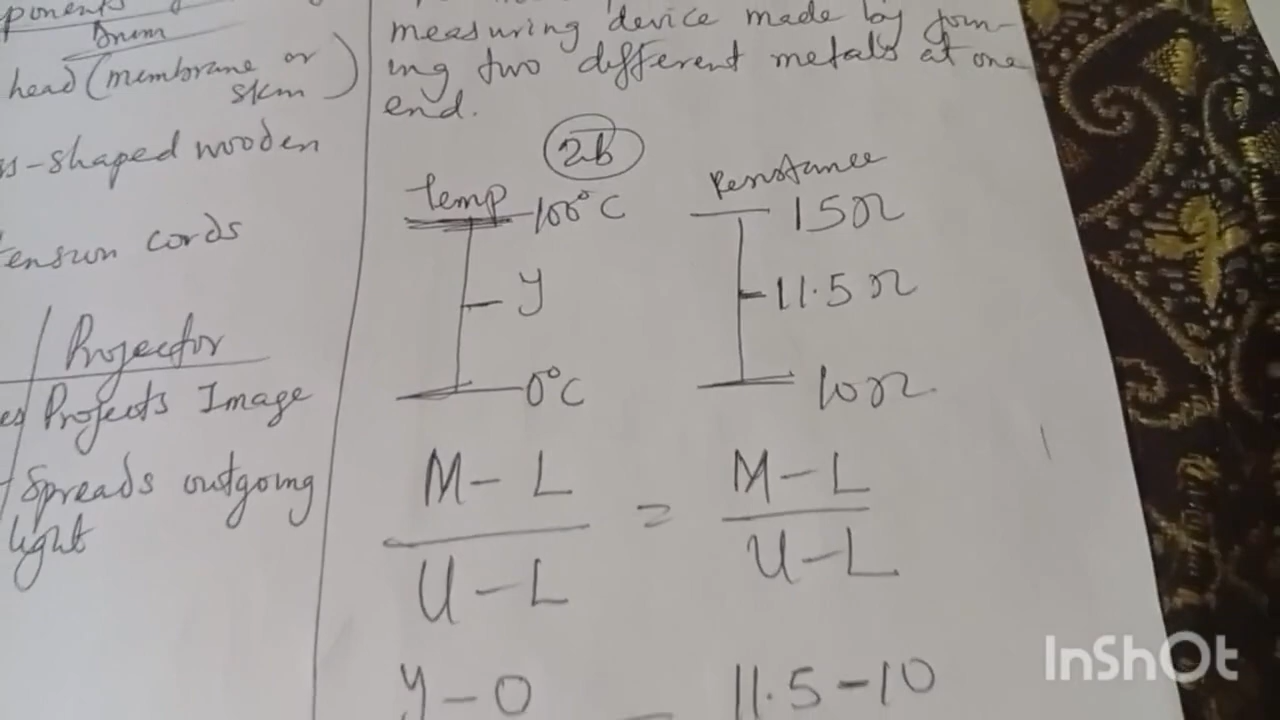 ponents
Drum
head (membrane or
skin)
-shaped wooden
tension cords
Projector
Projects Image
Spreads outgoing
light
measuring device made by join-
ing two different metals at one
end.
2b
Temp
100°C
y
0°C
Resistance
15Ω
11.5Ω
10Ω
M - L
U - L
=
M - L
U - L
y - 0
=
11.5 - 10
InShOt